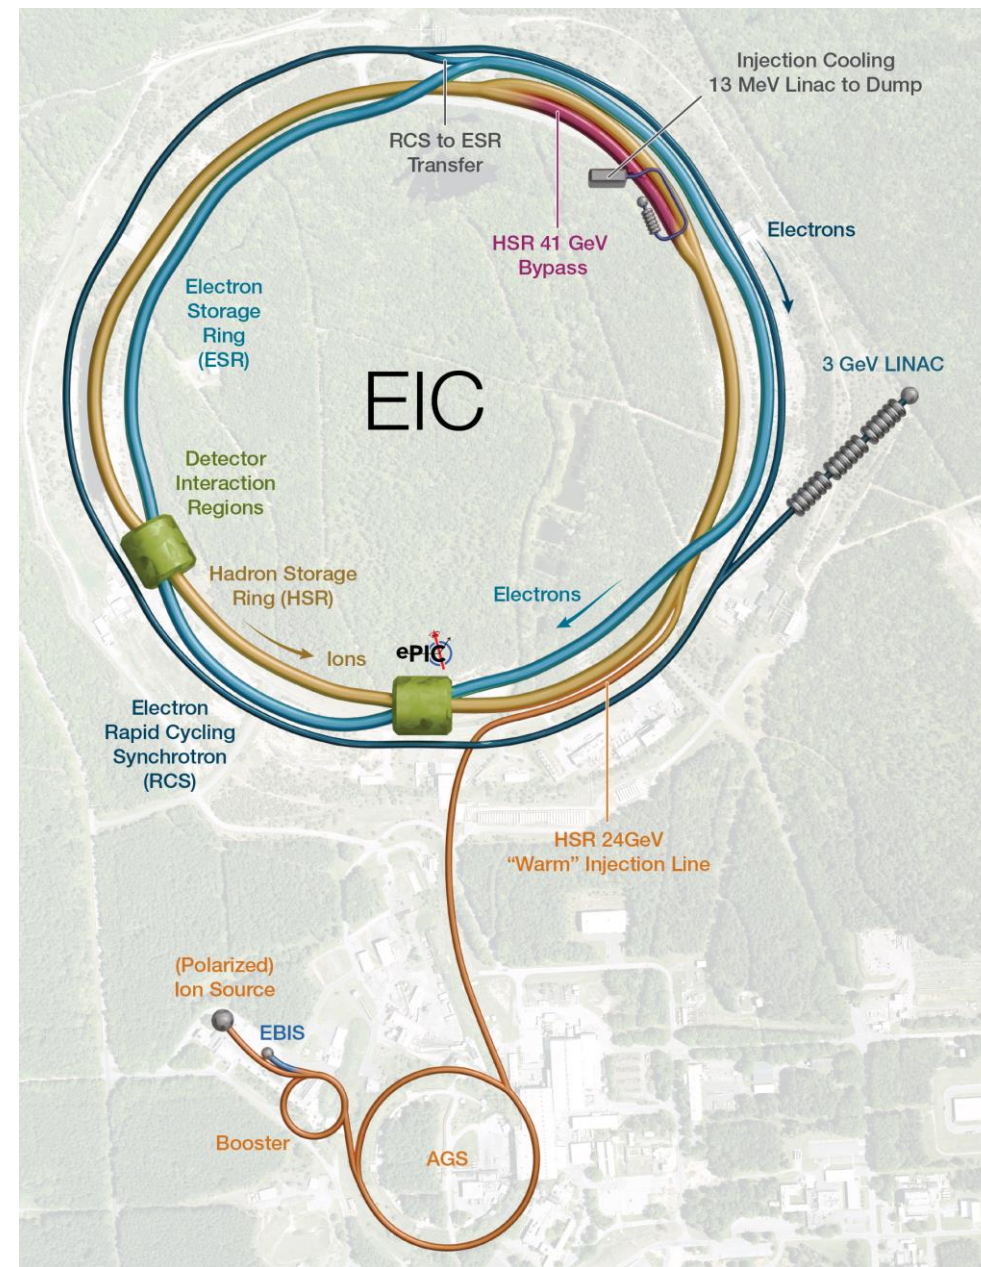 Injection Cooling
13 MeV Linac to Dump
RCS to ESR
Transfer
HSR 41 GeV
Bypass
Electrons
Electron
Storage
Ring
(ESR)
3 GeV LINAC
EIC
Detector
Interaction
Regions
Hadron Storage
Ring (HSR)
Electrons
Ions
ePIC
Electron
Rapid Cycling
Synchrotron
(RCS)
HSR 24GeV
“Warm” Injection Line
(Polarized)
Ion Source
EBIS
Booster
AGS